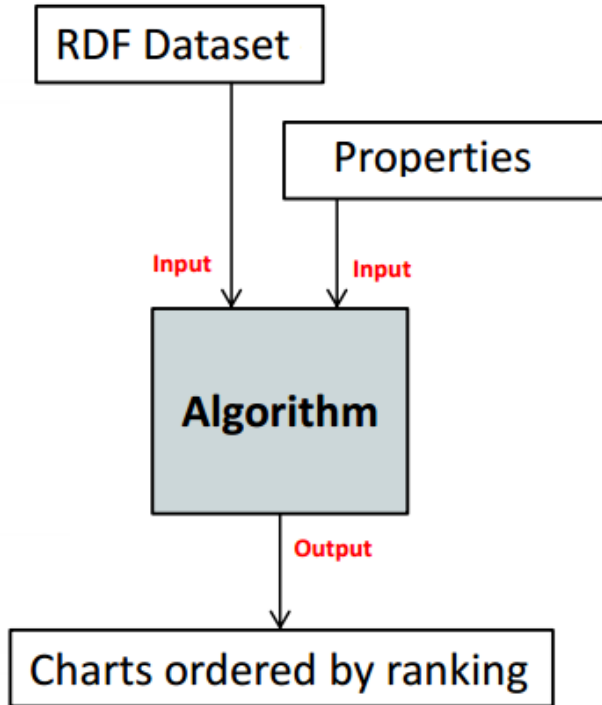 RDF Dataset
Properties
Input
Input
Algorithm
Output
Charts ordered by ranking